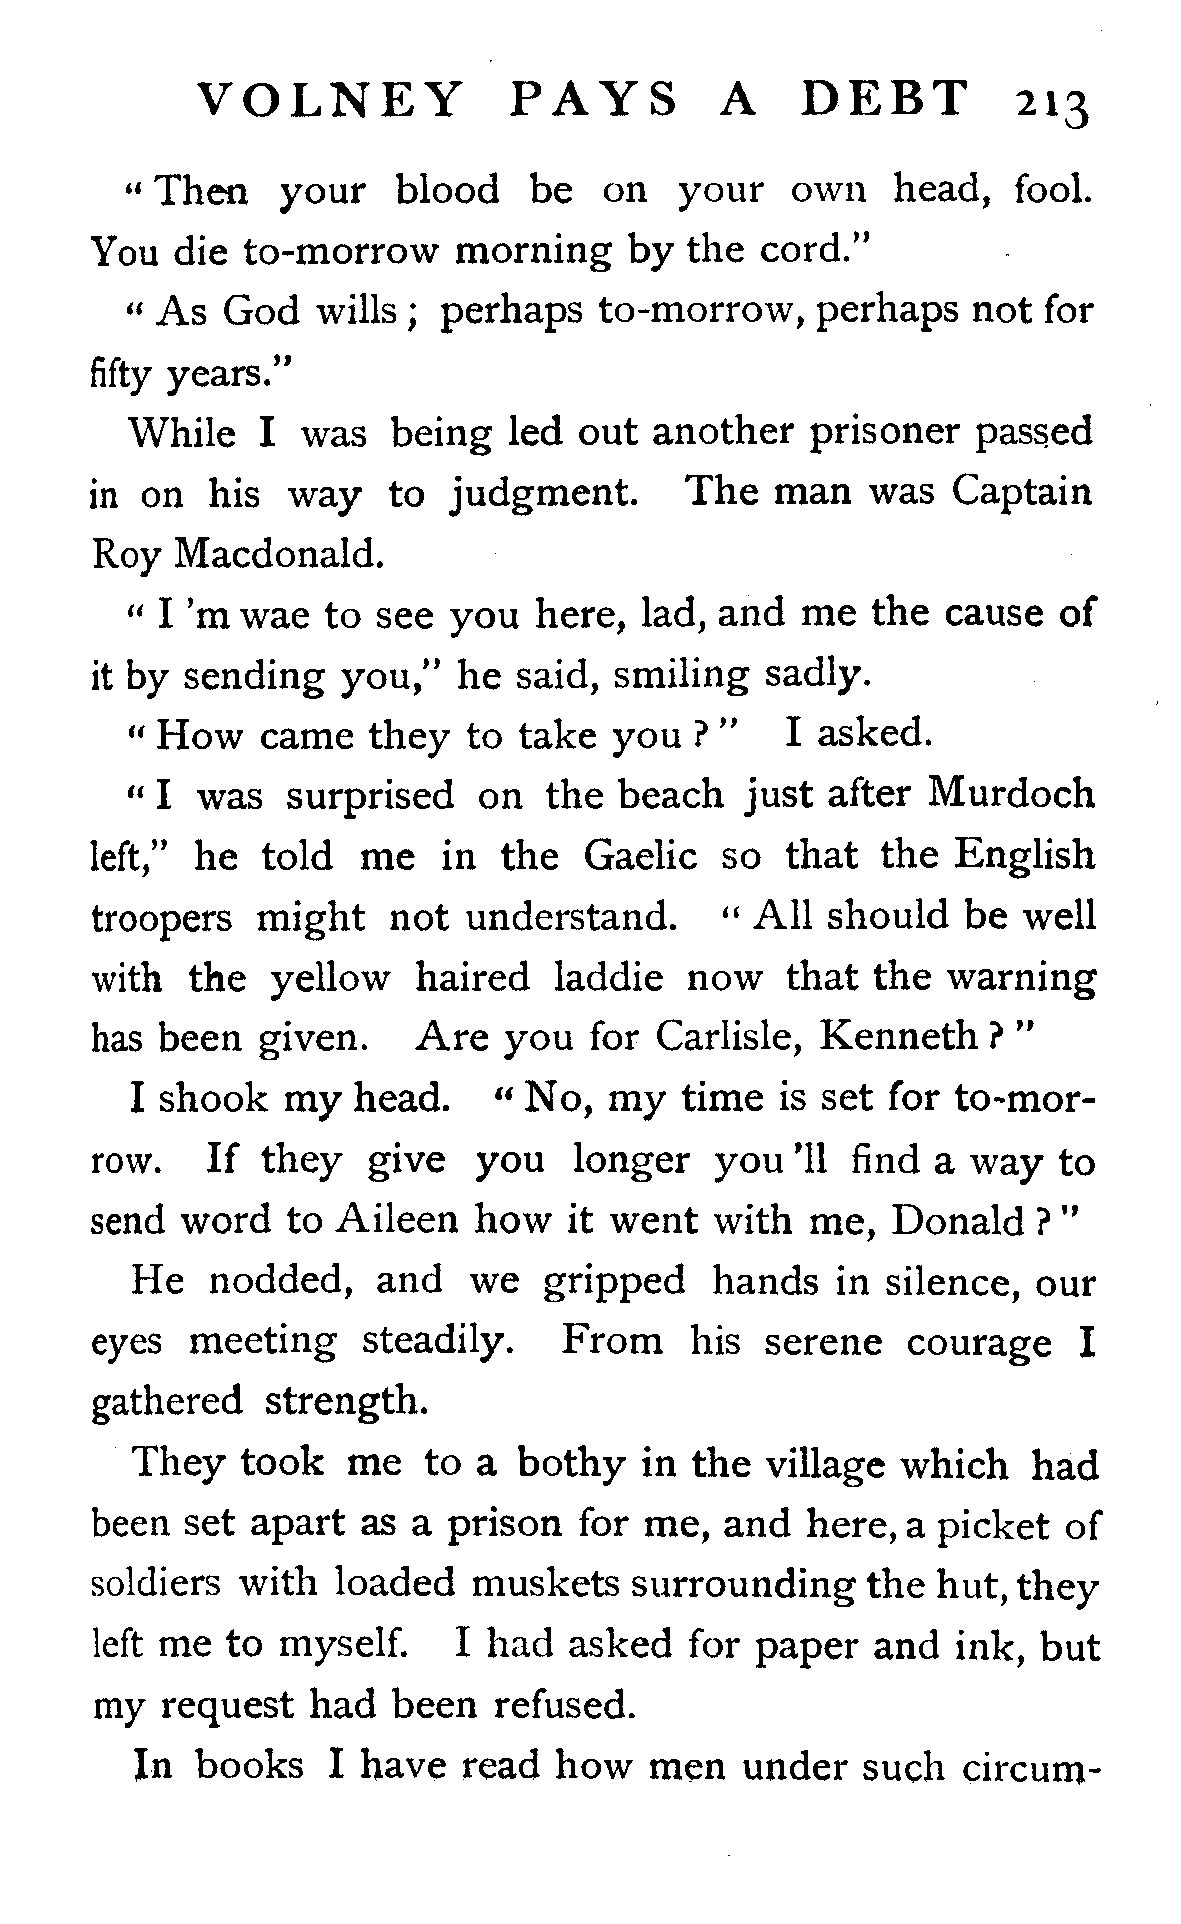 VOLNEY PAYS A DEBT 213
“ Then your blood be on your own head, fool.
You die to-morrow morning by the cord.”
“ As God wills ; perhaps to-morrow, perhaps not for
fifty years.”
While I was being led out another prisoner passed
in on his way to judgment. The man was Captain
Roy Macdonald.
“ I ’m wae to see you here, lad, and me the cause of
it by sending you,” he said, smiling sadly.
“ How came they to take you ? ” I asked.
“ I was surprised on the beach just after Murdoch
left,” he told me in the Gaelic so that the English
troopers might not understand. “ All should be well
with the yellow haired laddie now that the warning
has been given. Are you for Carlisle, Kenneth ? ”
I shook my head. “ No, my time is set for to-mor-
row. If they give you longer you ’ll find a way to
send word to Aileen how it went with me, Donald ? ”
He nodded, and we gripped hands in silence, our
eyes meeting steadily. From his serene courage I
gathered strength.
They took me to a bothy in the village which had
been set apart as a prison for me, and here, a picket of
soldiers with loaded muskets surrounding the hut, they
left me to myself. I had asked for paper and ink, but
my request had been refused.
In books I have read how men under such circum-